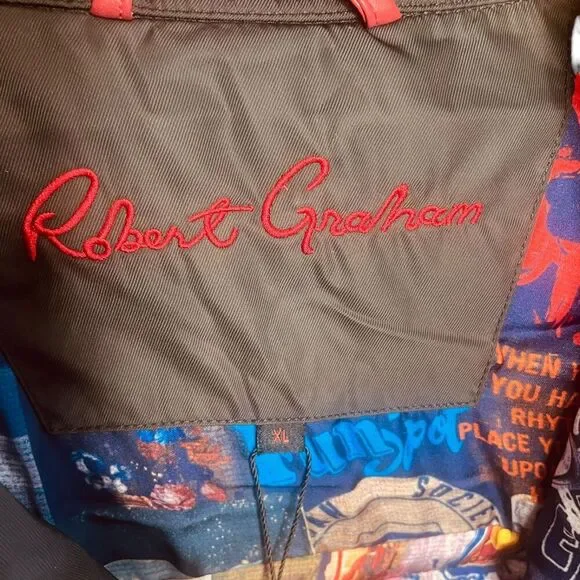 Robert Graham
XL
WHEN
YOU HA
RHY
PLACE Y
UPO
SOCIE